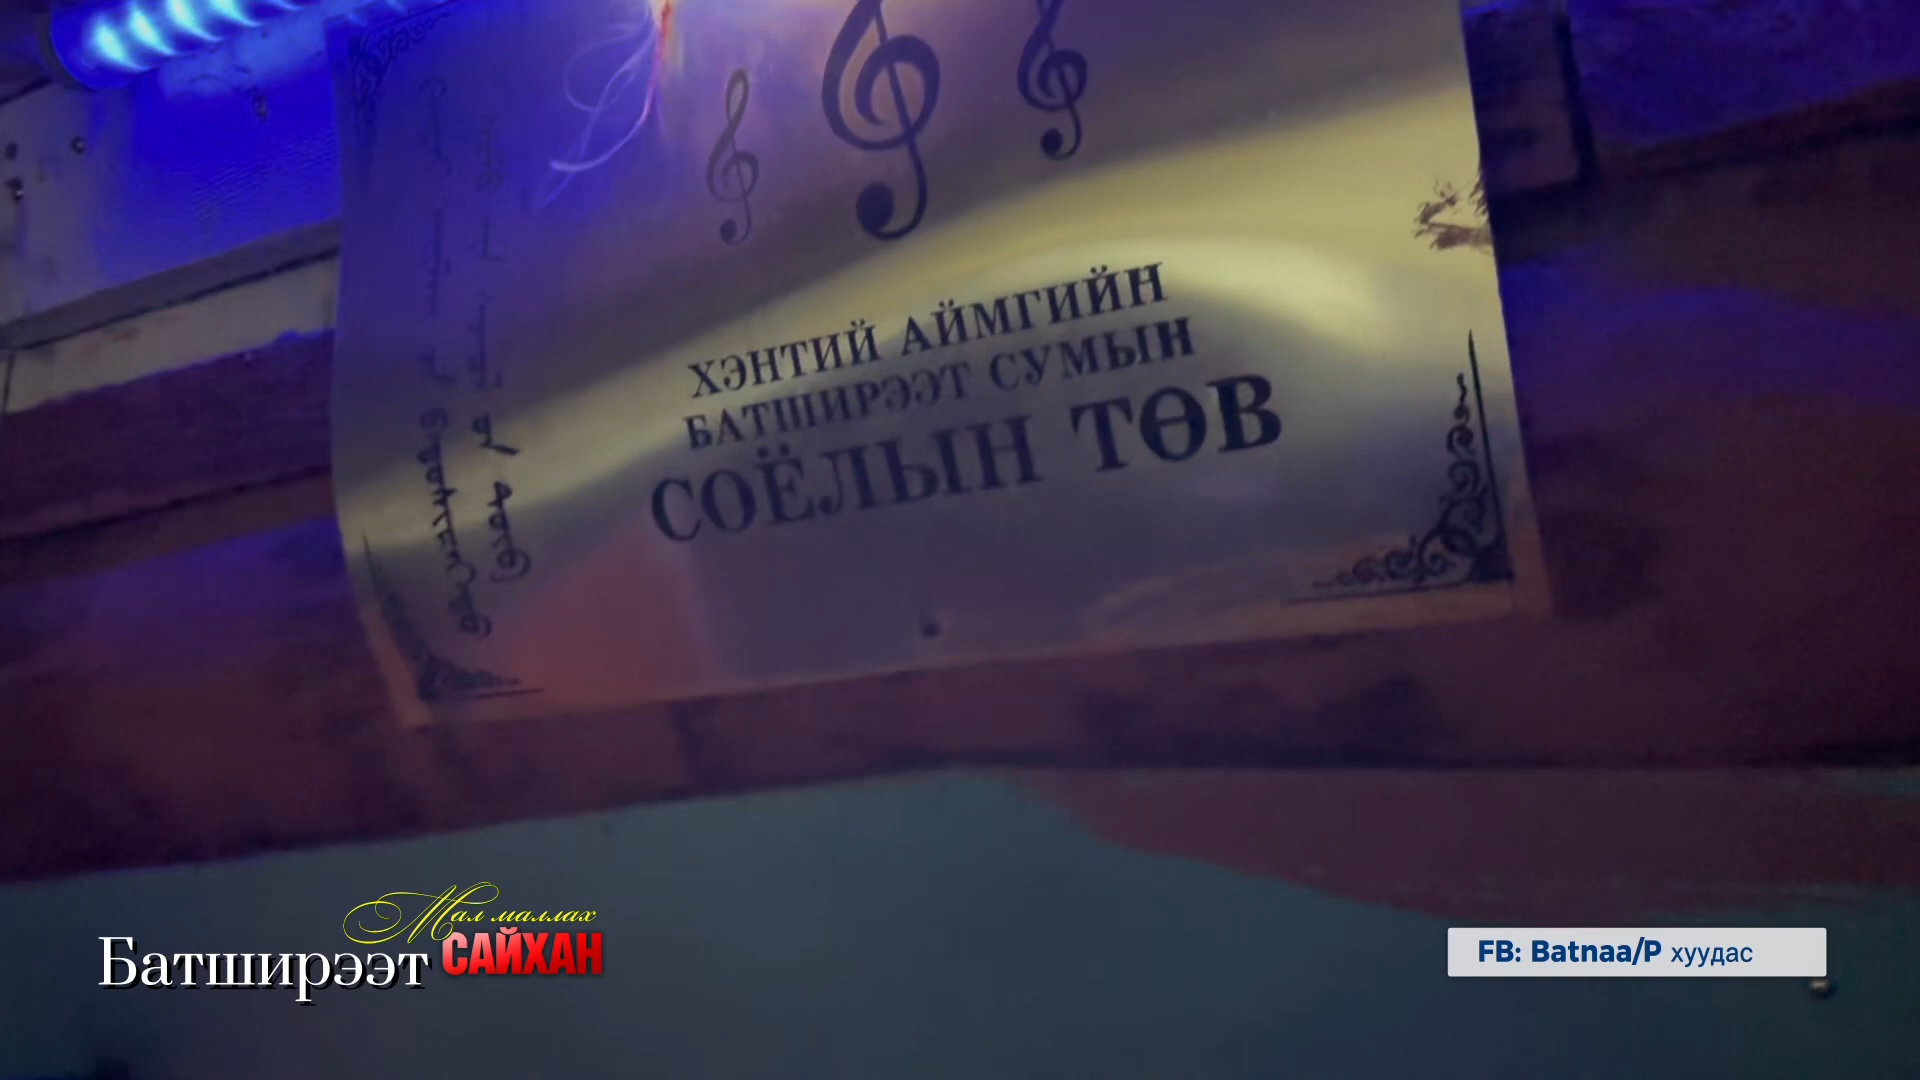 ХЭНТИЙ АЙМГИЙН
БАТШИРЭЭТ СУМЫН
СОЁЛЫН ТӨВ
Мал маллах
Батширээт САЙХАН
FB: Batnaa/P хуудас